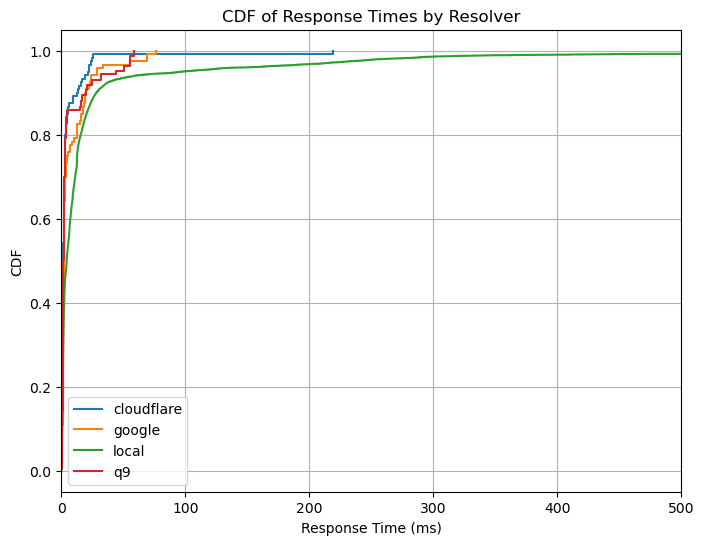 CDF of Response Times by Resolver
1.0
0.8
0.6
0.4
0.2
0.0
CDF
cloudflare
google
local
q9
0 100 200 300 400 500
Response Time (ms)